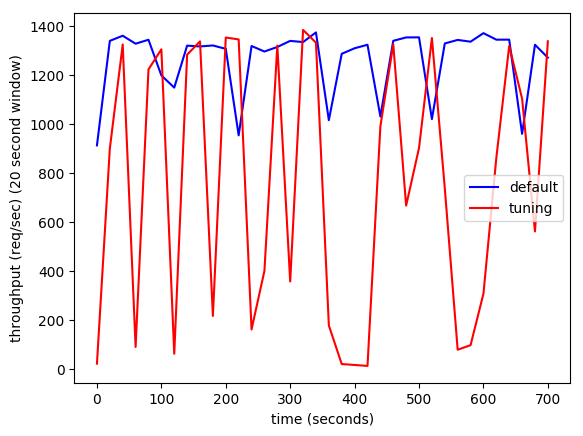 1400
1200
1000
800
600
400
200
0
throughput (req/sec) (20 second window)
default
tuning
0 100 200 300 400 500 600 700
time (seconds)